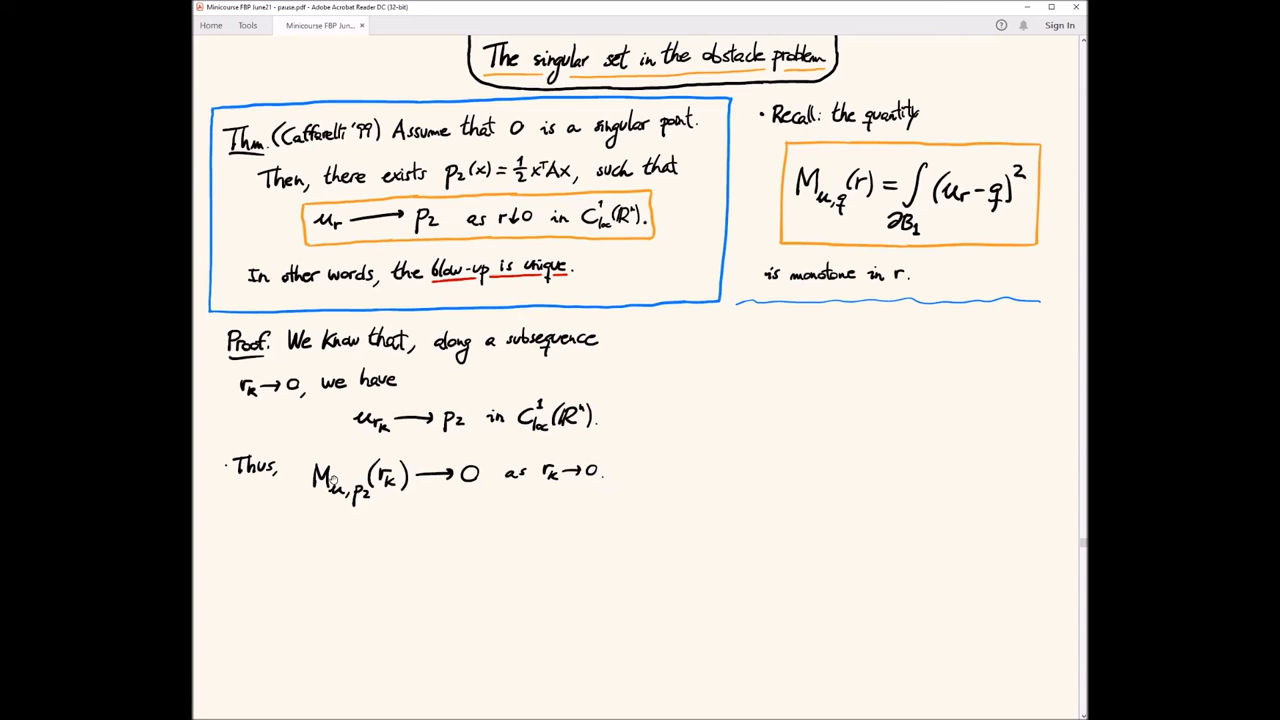 Minicourse FBP June21 - pause.pdf - Adobe Acrobat Reader DC (32-bit)
Home Tools Minicourse FBP Jun... × Sign In
The singular set in the obstacle problem
Thm. (Caffarelli '99) Assume that 0 is a singular point.
Then, there exists p₂(x) = ½ xᵀAx, such that
u_r → p₂ as r↓0 in C¹_loc(ℝⁿ).
In other words, the blow-up is unique.
• Recall: the quantity
M_{u,q}(r) = ∫_{∂B₁} (u_r - q)²
is monotone in r.
Proof: We know that, along a subsequence
r_k → 0, we have
u_{r_k} → p₂ in C¹_loc(ℝⁿ).
· Thus, M_{u,p₂}(r_k) → 0 as r_k → 0.